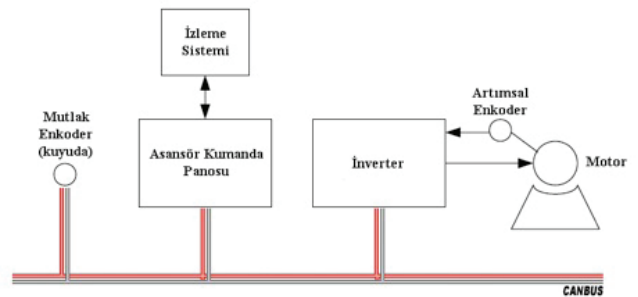 İzleme
Sistemi
Mutlak
Enkoder
(kuyuda)
Asansör Kumanda
Panosu
İnverter
Artımsal
Enkoder
Motor
CANBUS